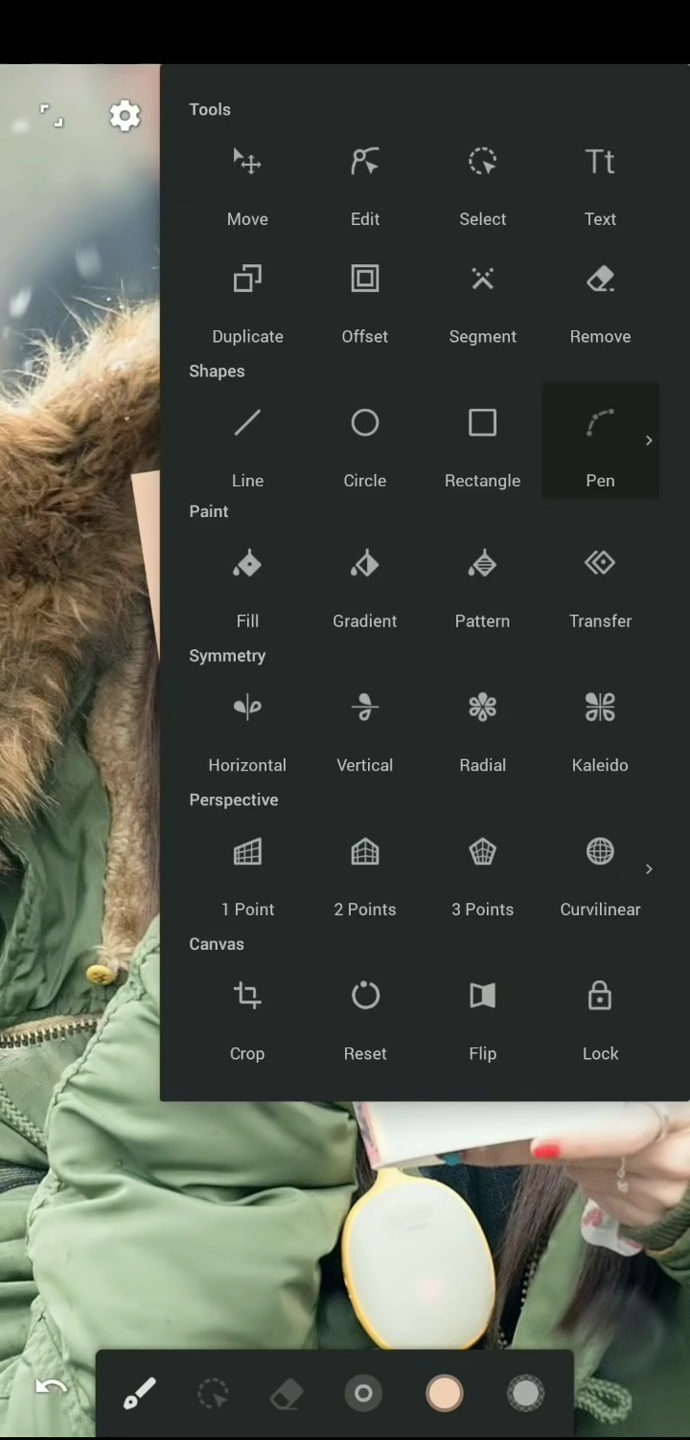 Tools
Move Edit Select Text
Duplicate Offset Segment Remove
Shapes
Line Circle Rectangle Pen
Paint
Fill Gradient Pattern Transfer
Symmetry
Horizontal Vertical Radial Kaleido
Perspective
1 Point 2 Points 3 Points Curvilinear
Canvas
Crop Reset Flip Lock